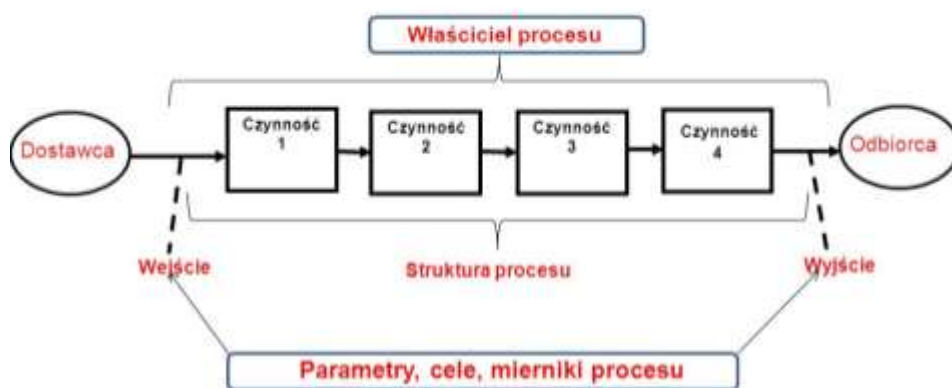 Właściciel procesu
Dostawca
Czynność
1
Czynność
2
Czynność
3
Czynność
4
Odbiorca
Wejście
Struktura procesu
Wyjście
Parametry, cele, mierniki procesu